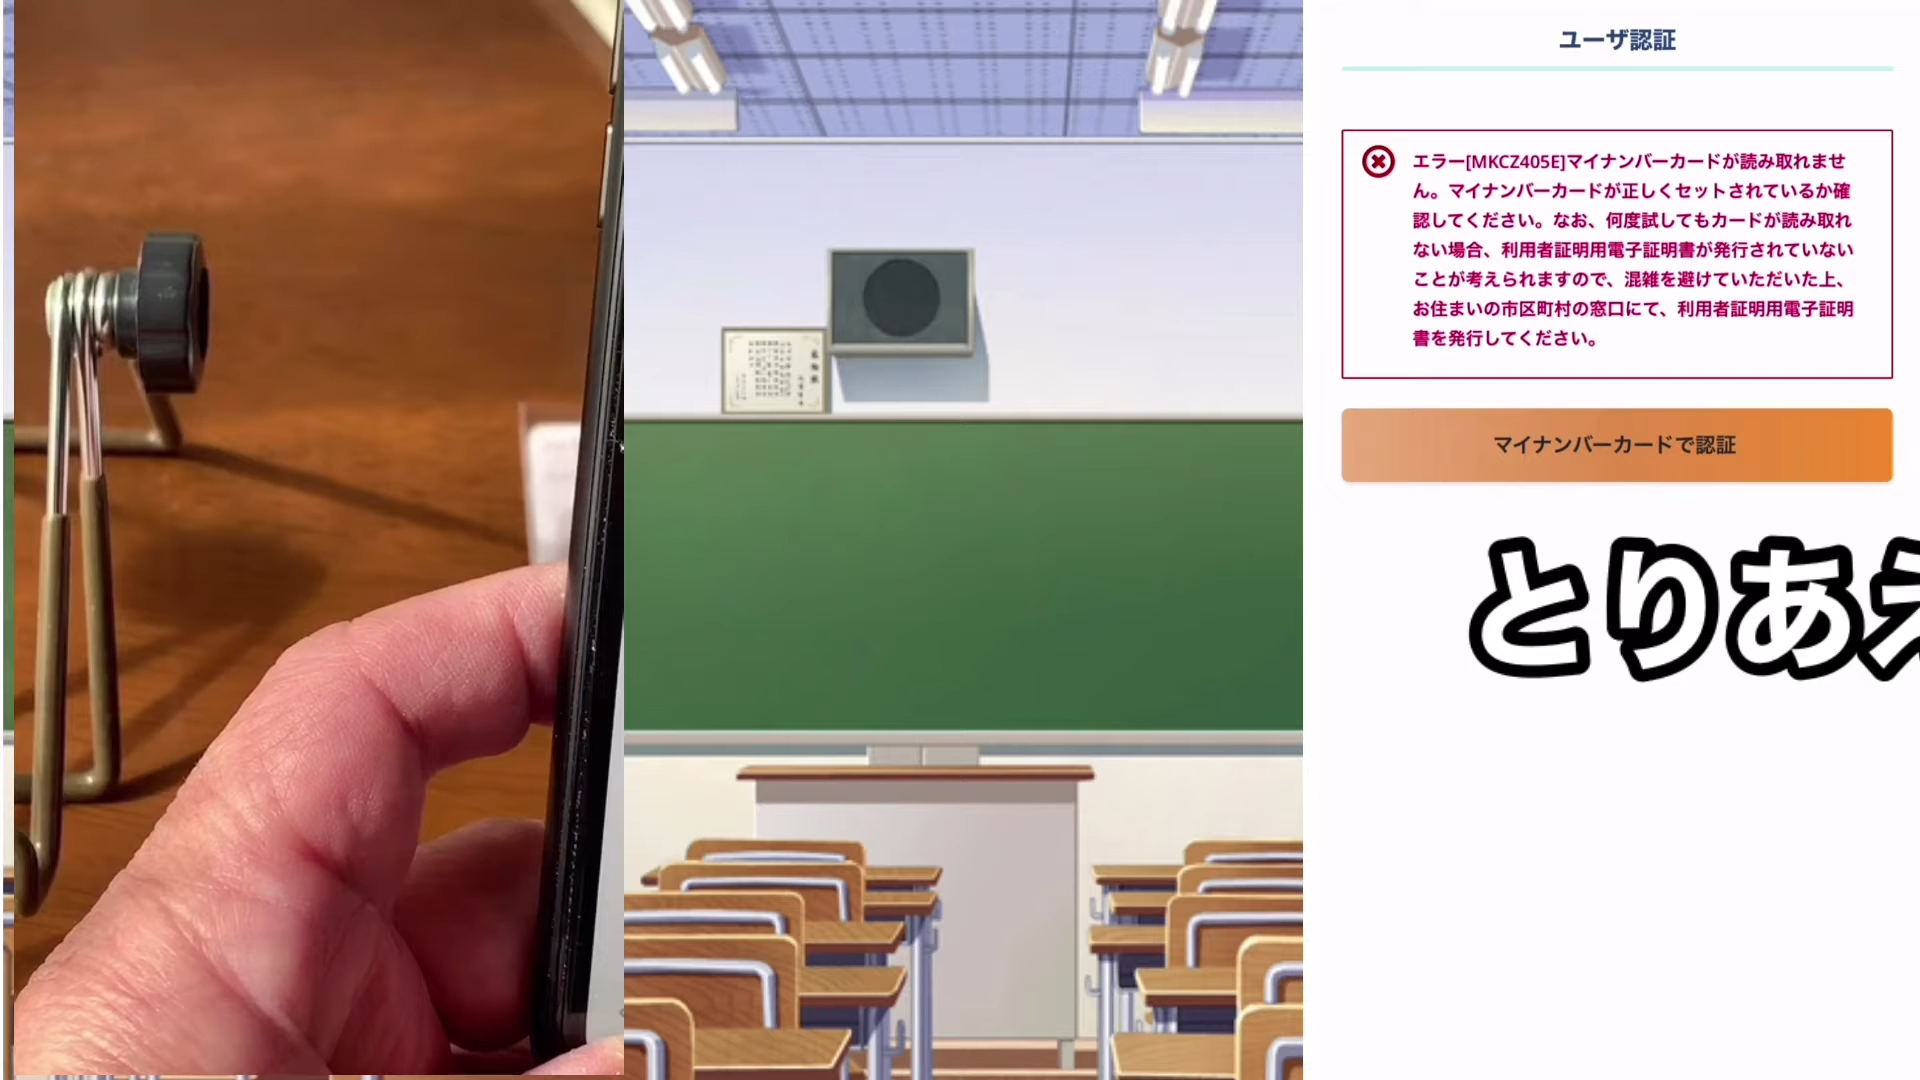 ユーザ認証
エラー[MKCZ405E]マイナンバーカードが読み取れませ
ん。マイナンバーカードが正しくセットされているか確
認してください。なお、何度試してもカードが読み取れ
ない場合、利用者証明用電子証明書が発行されていない
ことが考えられますので、混雑を避けていただいた上、
お住まいの市区町村の窓口にて、利用者証明用電子証明
書を発行してください。
マイナンバーカードで認証
とりあえ